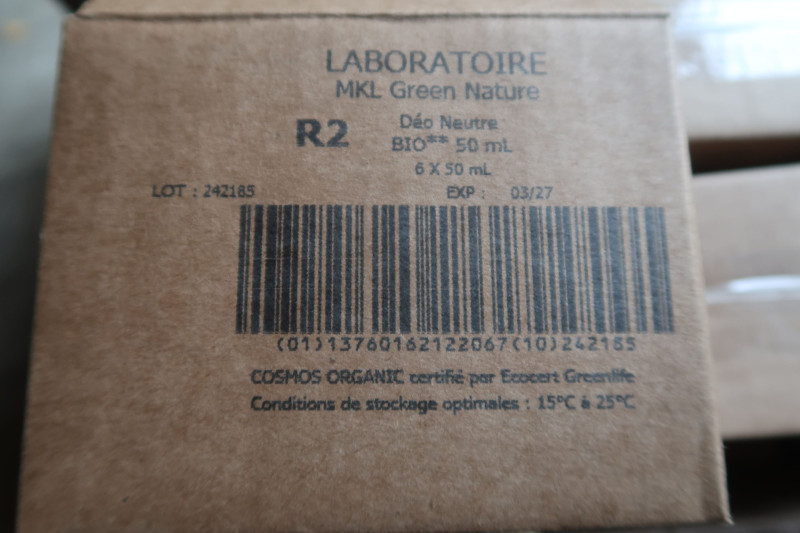 LABORATOIRE
MKL Green Nature
R2
Déo Neutre
BIO** 50 mL
6 X 50 mL
LOT : 242185 EXP : 03/27
(01)13760162122067(10)242185
COSMOS ORGANIC certifié par Ecocert Greenlife
Conditions de stockage optimales : 15°C à 25°C